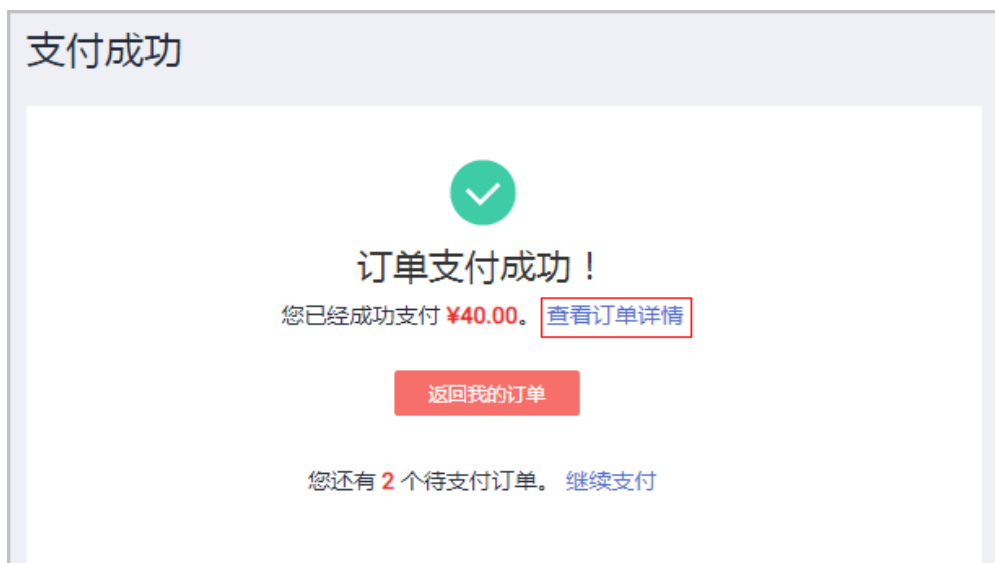 支付成功
订单支付成功！
您已经成功支付 ¥40.00。 查看订单详情
返回我的订单
您还有 2 个待支付订单。 继续支付